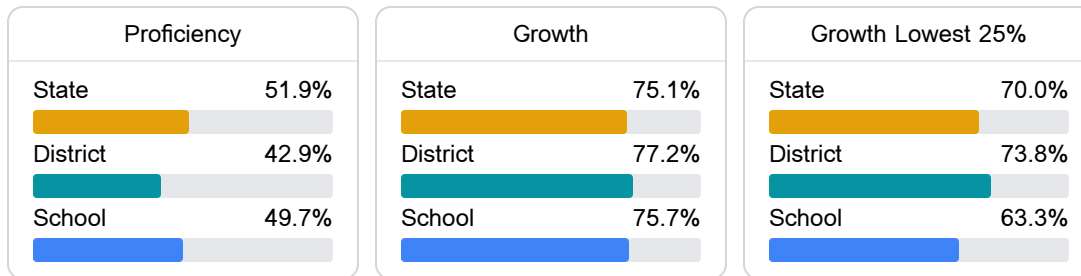 Proficiency
State 51.9%
District 42.9%
School 49.7%
Growth
State 75.1%
District 77.2%
School 75.7%
Growth Lowest 25%
State 70.0%
District 73.8%
School 63.3%